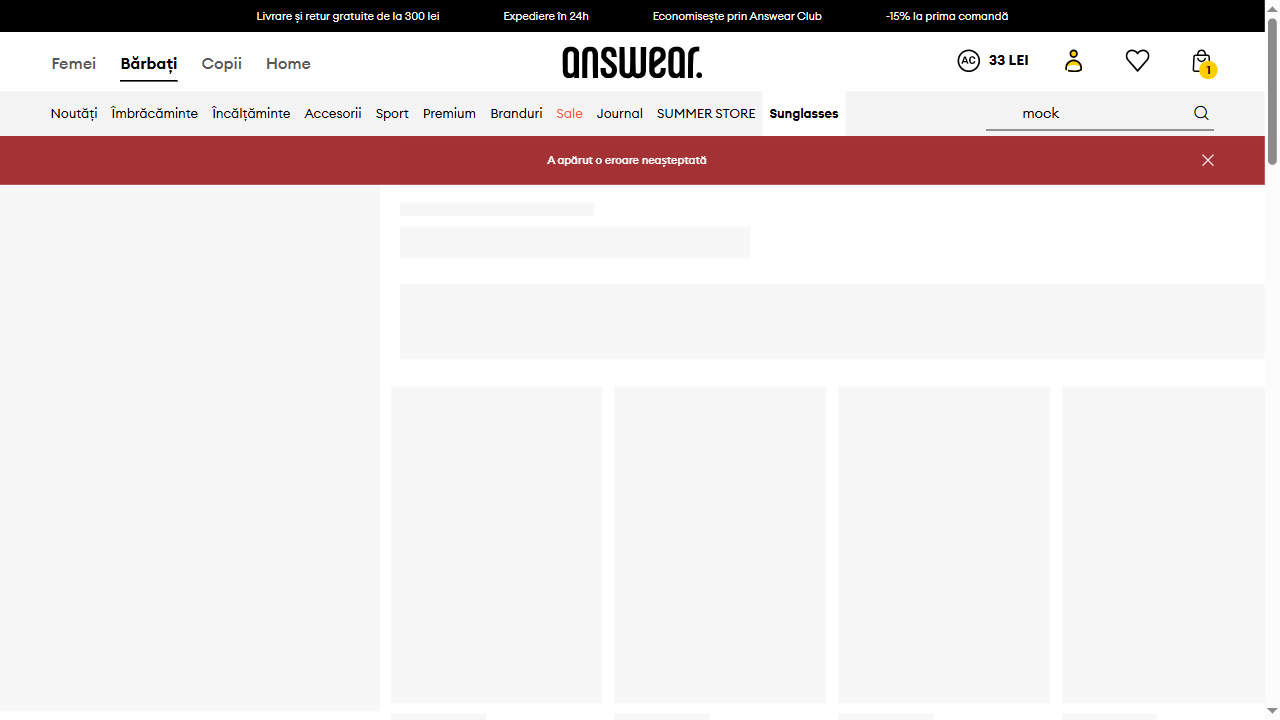 Livrare și retur gratuite de la 300 lei
Expediere în 24h
Economisește prin Answear Club
-15% la prima comandă
Femei
Bărbați
Copii
Home
answear.
AC 33 LEI
1
Noutăți
Îmbrăcăminte
Încălțăminte
Accesorii
Sport
Premium
Branduri
Sale
Journal
SUMMER STORE
Sunglasses
mock
A apărut o eroare neașteptată